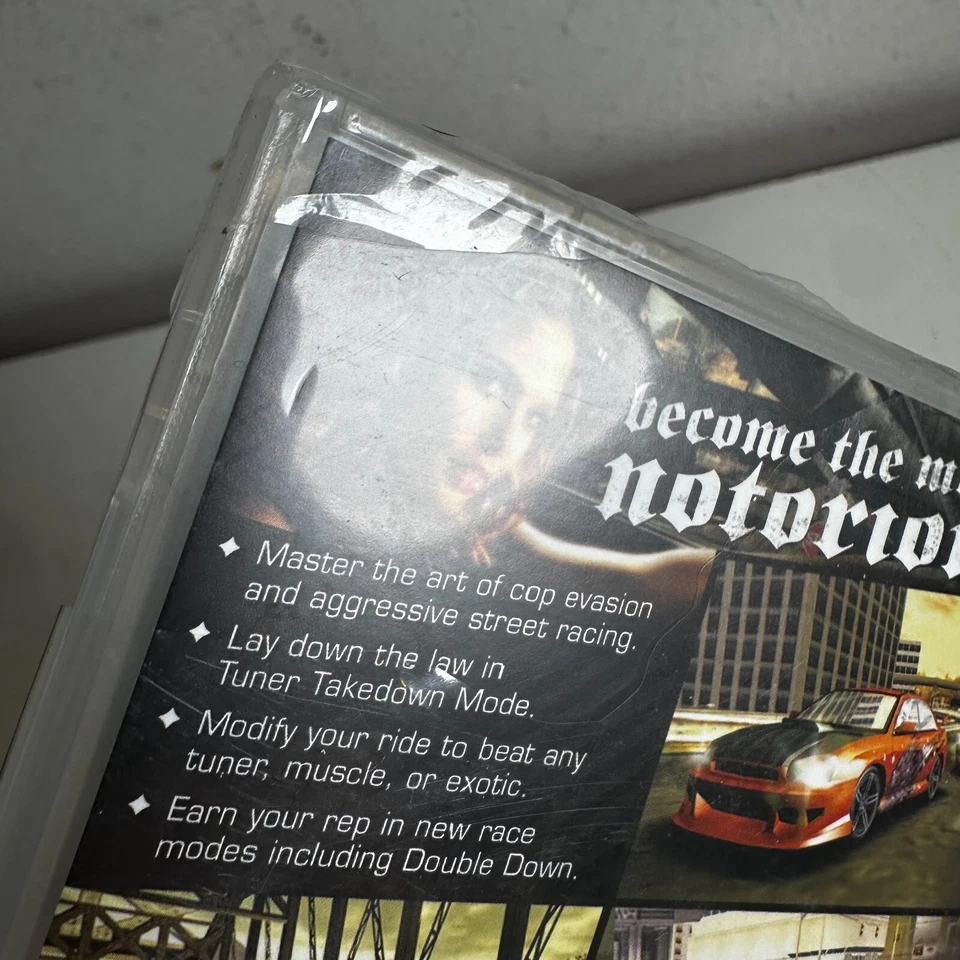 become the
Master the art of cop evasion
and aggressive street racing.
Lay down the law in
Tuner Takedown Mode.
Modify your ride to beat any
tuner, muscle, or exotic.
Earn your rep in new race
modes including Double Down.